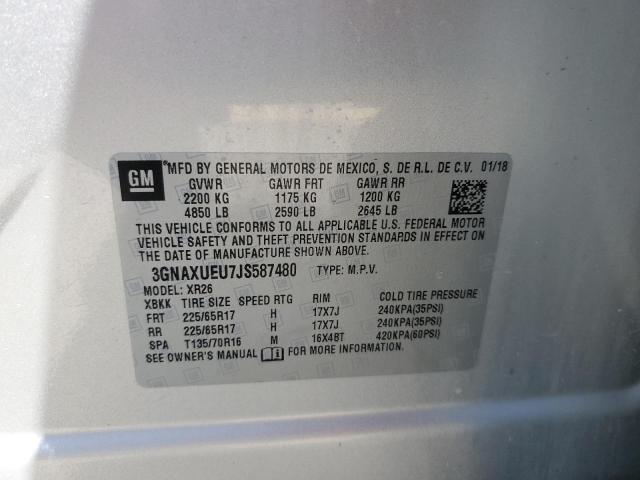 GM
®MFD BY GENERAL MOTORS DE MEXICO, S. DE R.L. DE C.V. 01/18
GVWR GAWR FRT GAWR RR
2200 KG 1175 KG 1200 KG
4850 LB 2590 LB 2645 LB
THIS VEHICLE CONFORMS TO ALL APPLICABLE U.S. FEDERAL MOTOR
VEHICLE SAFETY AND THEFT PREVENTION STANDARDS IN EFFECT ON
THE DATE OF MANUFACTURE SHOWN ABOVE.
3GNAXUEU7JS587480 TYPE: M.P.V.
MODEL: XR26
XBKK TIRE SIZE SPEED RTG RIM COLD TIRE PRESSURE
FRT 225/65R17 H 17X7J 240KPA(35PSI)
RR 225/65R17 H 17X7J 240KPA(35PSI)
SPA T135/70R16 M 16X4BT 420KPA(60PSI)
SEE OWNER'S MANUAL FOR MORE INFORMATION.